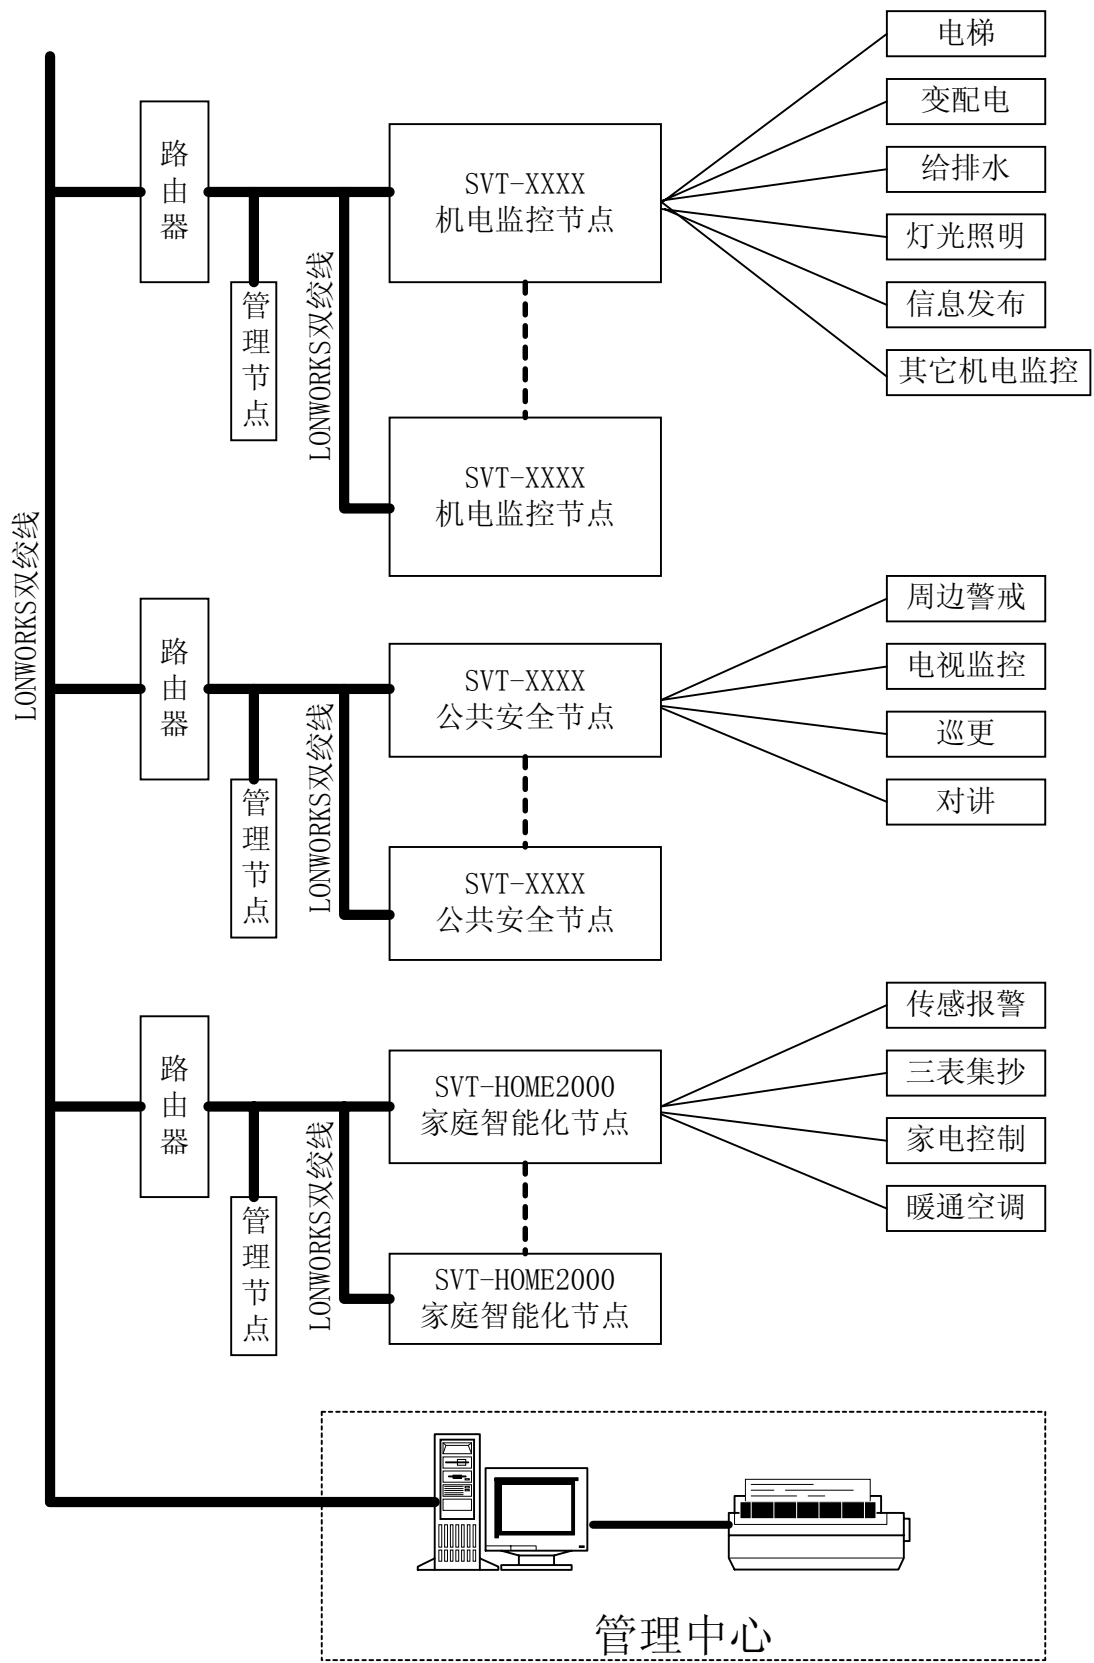 电梯
变配电
给排水
灯光照明
信息发布
其它机电监控
路由器
管理节点
LONWORKS双绞线
SVT-XXXX
机电监控节点
SVT-XXXX
机电监控节点
LONWORKS双绞线
周边警戒
电视监控
巡更
对讲
路由器
管理节点
LONWORKS双绞线
SVT-XXXX
公共安全节点
SVT-XXXX
公共安全节点
传感报警
三表集抄
家电控制
暖通空调
路由器
管理节点
LONWORKS双绞线
SVT-HOME2000
家庭智能化节点
SVT-HOME2000
家庭智能化节点
管理中心